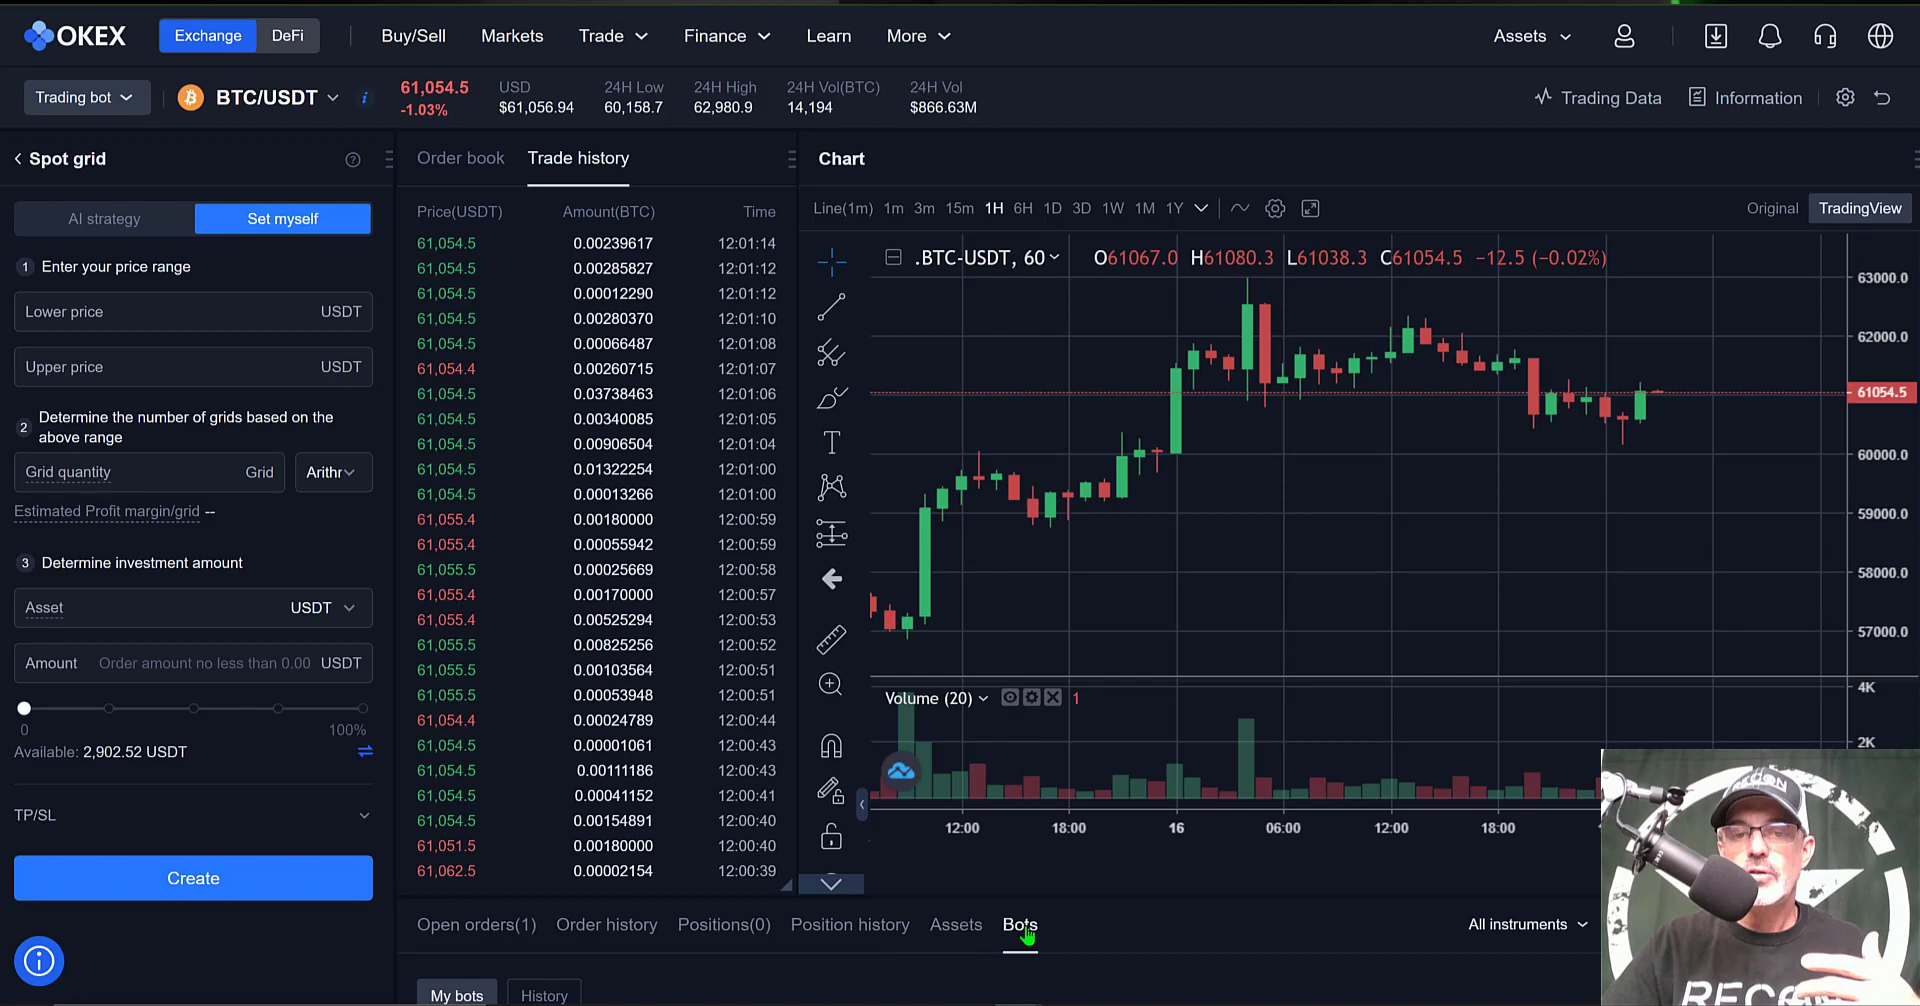 OKEX
Exchange
DeFi
Buy/Sell
Markets
Trade
Finance
Learn
More
Assets
Trading bot
BTC/USDT
61,054.5
-1.03%
USD
$61,056.94
24H Low
60,158.7
24H High
62,980.9
24H Vol(BTC)
14,194
24H Vol
$866.63M
Trading Data
Information
Spot grid
AI strategy
Set myself
1 Enter your price range
Lower price USDT
Upper price USDT
2 Determine the number of grids based on the
above range
Grid quantity Grid Arithr
Estimated Profit margin/grid --
3 Determine investment amount
Asset USDT
Amount Order amount no less than 0.00 USDT
0 100%
Available: 2,902.52 USDT
TP/SL
Create
Order book Trade history
Price(USDT) Amount(BTC) Time
61,054.5 0.00239617 12:01:14
61,054.5 0.00285827 12:01:12
61,054.5 0.00012290 12:01:12
61,054.5 0.00280370 12:01:10
61,054.5 0.00066487 12:01:08
61,054.4 0.00260715 12:01:07
61,054.5 0.03738463 12:01:06
61,054.5 0.00340085 12:01:05
61,054.5 0.00906504 12:01:04
61,054.5 0.01322254 12:01:00
61,054.5 0.00013266 12:01:00
61,055.4 0.00180000 12:00:59
61,055.4 0.00055942 12:00:59
61,055.5 0.00025669 12:00:58
61,055.4 0.00170000 12:00:57
61,055.4 0.00525294 12:00:53
61,055.5 0.00825256 12:00:52
61,055.5 0.00103564 12:00:51
61,055.5 0.00053948 12:00:51
61,054.4 0.00024789 12:00:44
61,054.5 0.00001061 12:00:43
61,054.5 0.00111186 12:00:43
61,054.5 0.00041152 12:00:41
61,054.5 0.00154891 12:00:40
61,051.5 0.00180000 12:00:40
61,062.5 0.00002154 12:00:39
Chart
Line(1m) 1m 3m 15m 1H 6H 1D 3D 1W 1M 1Y
Original TradingView
.BTC-USDT, 60 O61067.0 H61080.3 L61038.3 C61054.5 −12.5 (−0.02%)
63000.0
62000.0
61054.5
60000.0
59000.0
58000.0
57000.0
Volume (20) 1
4K
2K
12:00 18:00 16 06:00 12:00 18:00
Open orders(1) Order history Positions(0) Position history Assets Bots
All instruments
My bots History
RECON